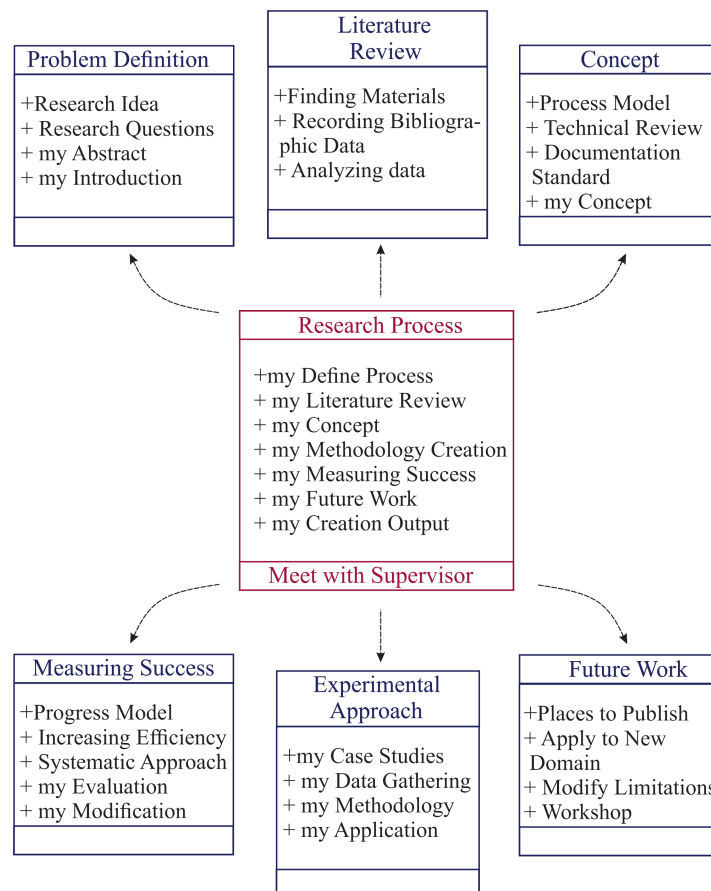 Problem Definition
+Research Idea
+ Research Questions
+ my Abstract
+ my Introduction
Literature
Review
+Finding Materials
+ Recording Bibliogra-
phic Data
+ Analyzing data
Concept
+Process Model
+ Technical Review
+ Documentation
Standard
+ my Concept
Research Process
+my Define Process
+ my Literature Review
+ my Concept
+ my Methodology Creation
+ my Measuring Success
+ my Future Work
+ my Creation Output
Meet with Supervisor
Measuring Success
+Progress Model
+ Increasing Efficiency
+ Systematic Approach
+ my Evaluation
+ my Modification
Experimental
Approach
+my Case Studies
+ my Data Gathering
+ my Methodology
+ my Application
Future Work
+Places to Publish
+ Apply to New
Domain
+ Modify Limitations
+ Workshop